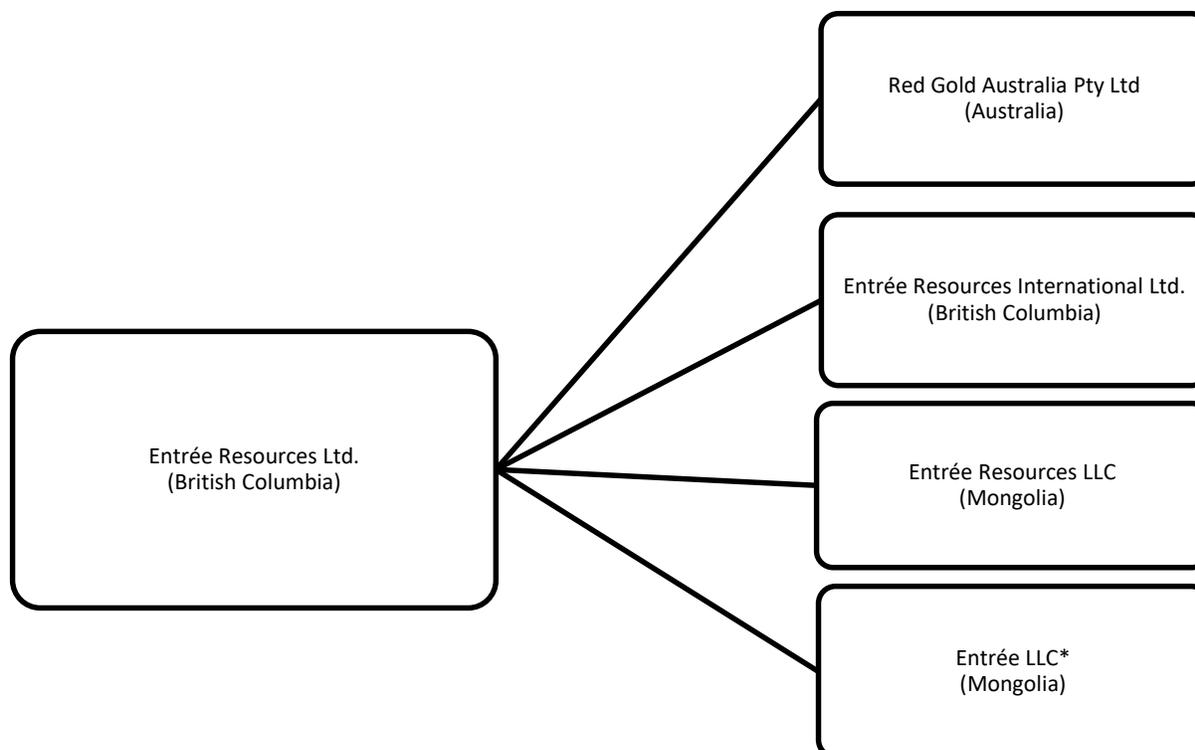 Red Gold Australia Pty Ltd
(Australia)
Entrée Resources International Ltd.
(British Columbia)
Entrée Resources Ltd.
(British Columbia)
Entrée Resources LLC
(Mongolia)
Entrée LLC*
(Mongolia)